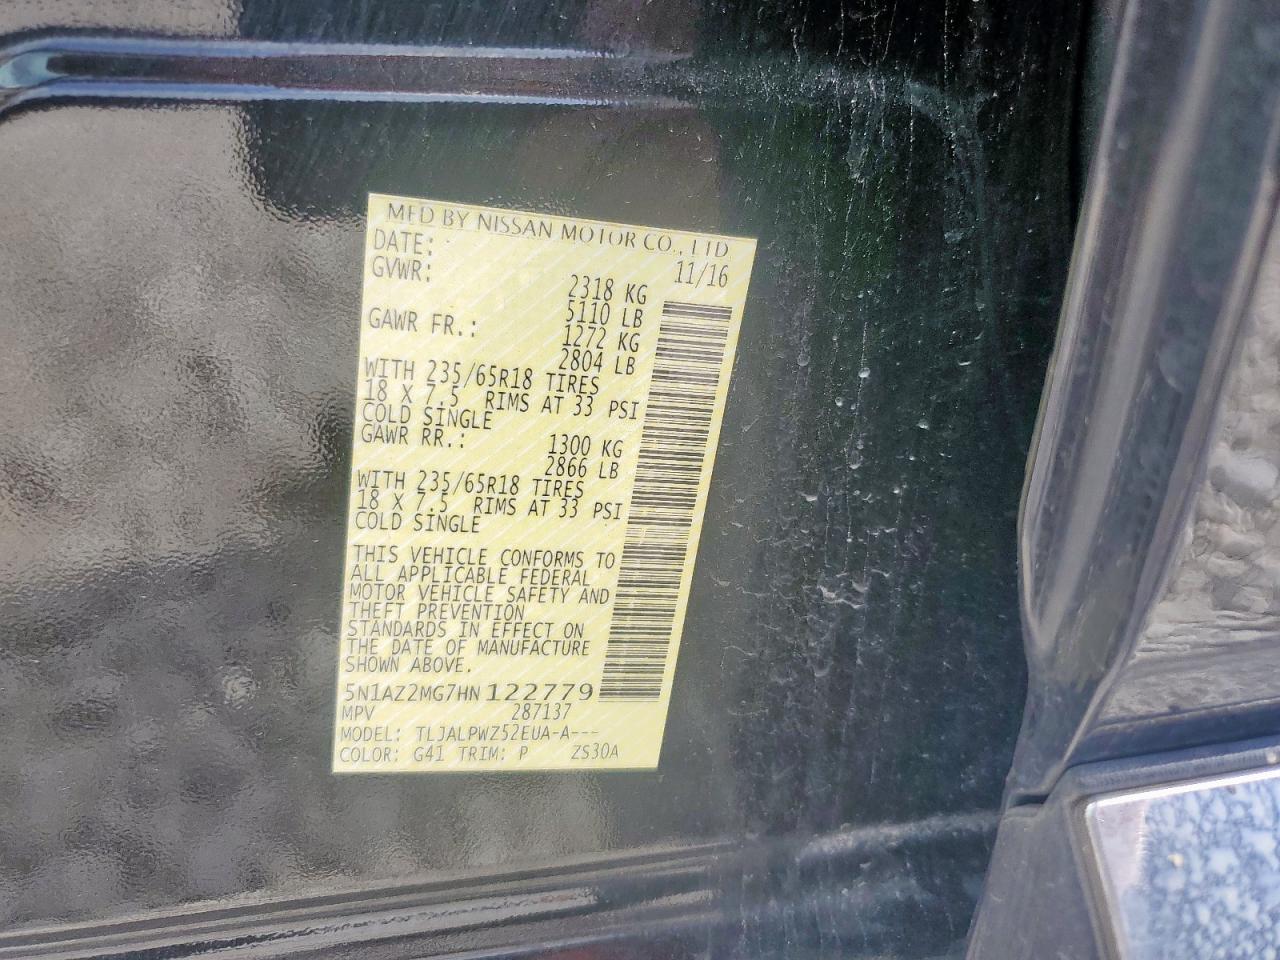 MFD BY NISSAN MOTOR CO., LTD.
DATE: 11/16
GVWR: 2318 KG
5110 LB
GAWR FR.: 1272 KG
2804 LB
WITH 235/65R18 TIRES
18 X 7.5 RIMS AT 33 PSI
COLD SINGLE
GAWR RR.: 1300 KG
2866 LB
WITH 235/65R18 TIRES
18 X 7.5 RIMS AT 33 PSI
COLD SINGLE
THIS VEHICLE CONFORMS TO
ALL APPLICABLE FEDERAL
MOTOR VEHICLE SAFETY AND
THEFT PREVENTION
STANDARDS IN EFFECT ON
THE DATE OF MANUFACTURE
SHOWN ABOVE.
5N1AZ2MG7HN122779
MPV 287137
MODEL: TLJALPWZ52EUA-A---
COLOR: G41 TRIM: P ZS30A